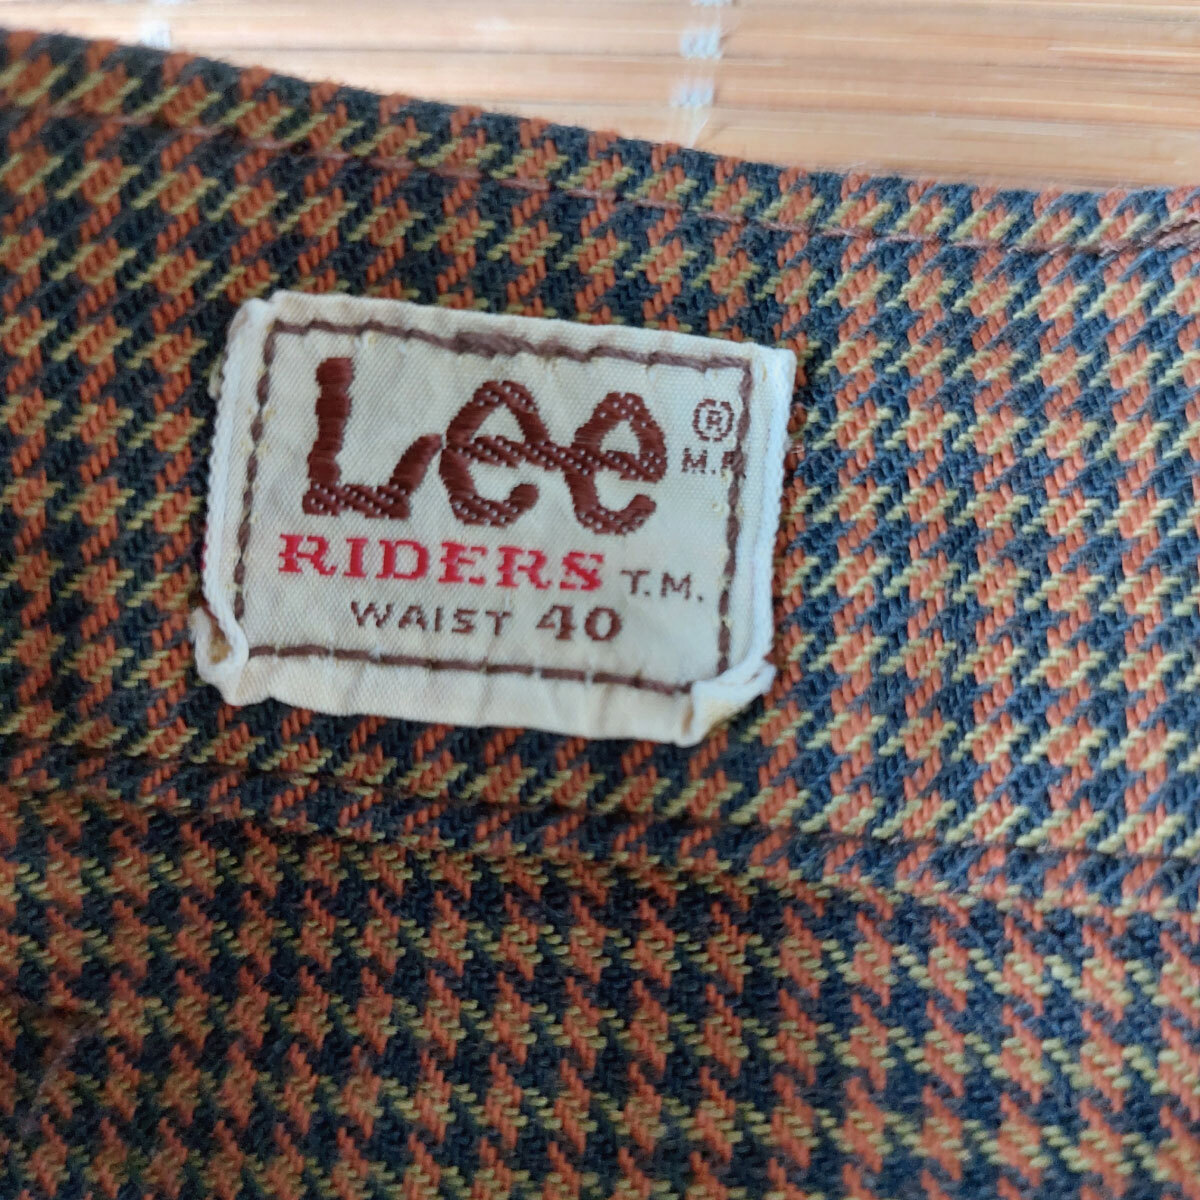 Lee ®
M.R.
RIDERS T.M.
WAIST 40